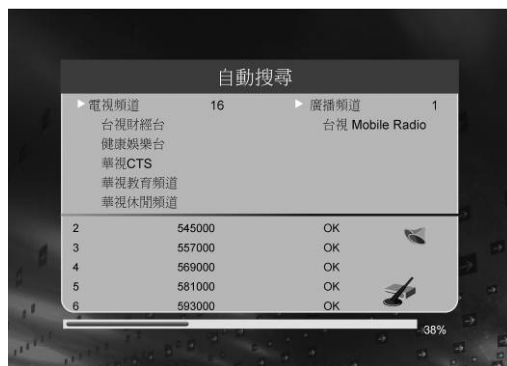 自動搜尋
電視頻道 16 廣播頻道 1
台視財經台 台視 Mobile Radio
健康娛樂台
華視CTS
華視教育頻道
華視休閒頻道
2 545000 OK
3 557000 OK
4 569000 OK
5 581000 OK
6 593000 OK
38%